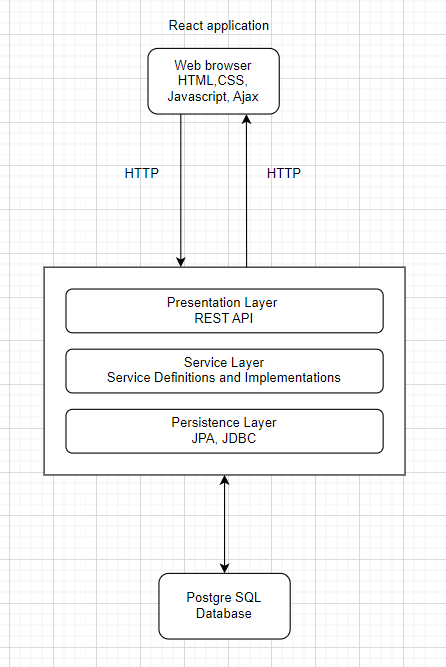 React application
Web browser
HTML,CSS,
Javascript, Ajax
HTTP
HTTP
Presentation Layer
REST API
Service Layer
Service Definitions and Implementations
Persistence Layer
JPA, JDBC
Postgre SQL
Database